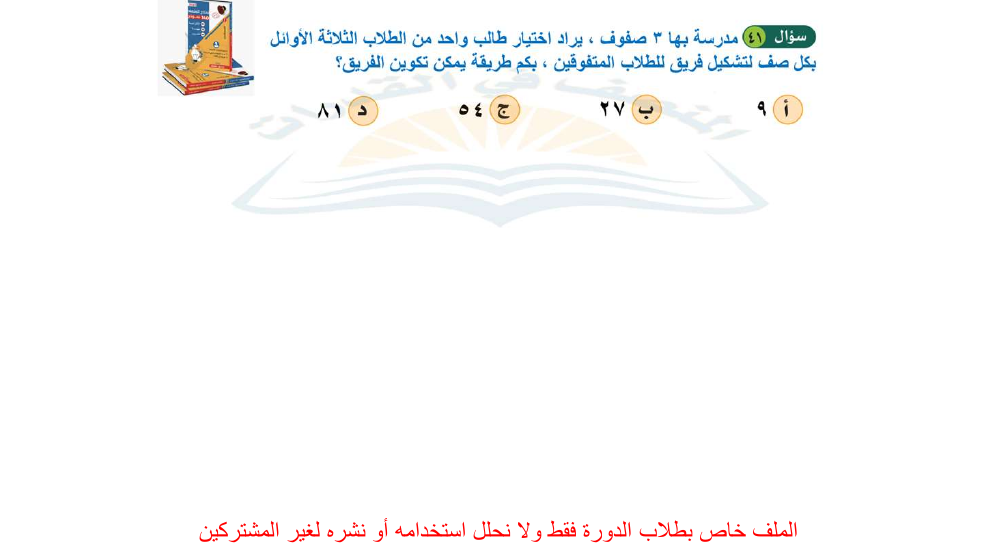 سؤال ٤١ مدرسة بها ٣ صفوف ، يراد اختيار طالب واحد من الطلاب الثلاثة الأوائل
بكل صف لتشكيل فريق للطلاب المتفوقين ، بكم طريقة يمكن تكوين الفريق؟
أ ٩ ب ٢٧ ج ٥٤ د ٨١
الملف خاص بطلاب الدورة فقط ولا نحلل استخدامه أو نشره لغير المشتركين